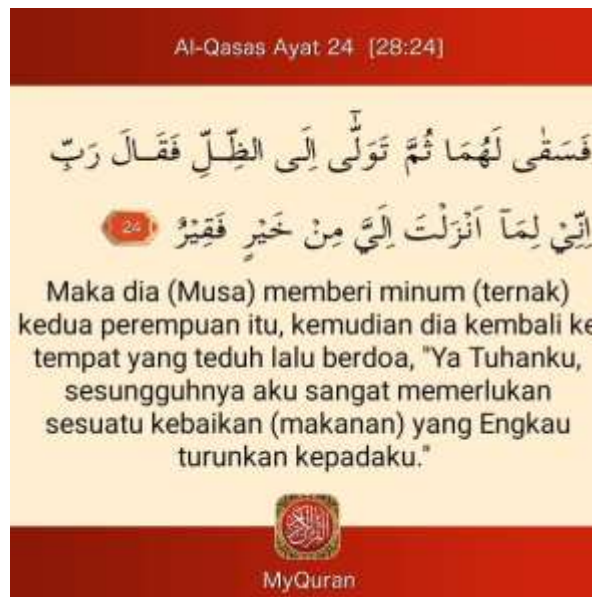 Al-Qasas Ayat 24 [28:24]
فَسَقٰى لَهُمَا ثُمَّ تَوَلّٰٓى اِلَى الظِّلِّ فَقَالَ رَبِّ
اِنِّيْ لِمَآ اَنْزَلْتَ اِلَيَّ مِنْ خَيْرٍ فَقِيْرٌ 24
Maka dia (Musa) memberi minum (ternak)
kedua perempuan itu, kemudian dia kembali ke
tempat yang teduh lalu berdoa, "Ya Tuhanku,
sesungguhnya aku sangat memerlukan
sesuatu kebaikan (makanan) yang Engkau
turunkan kepadaku."
MyQuran